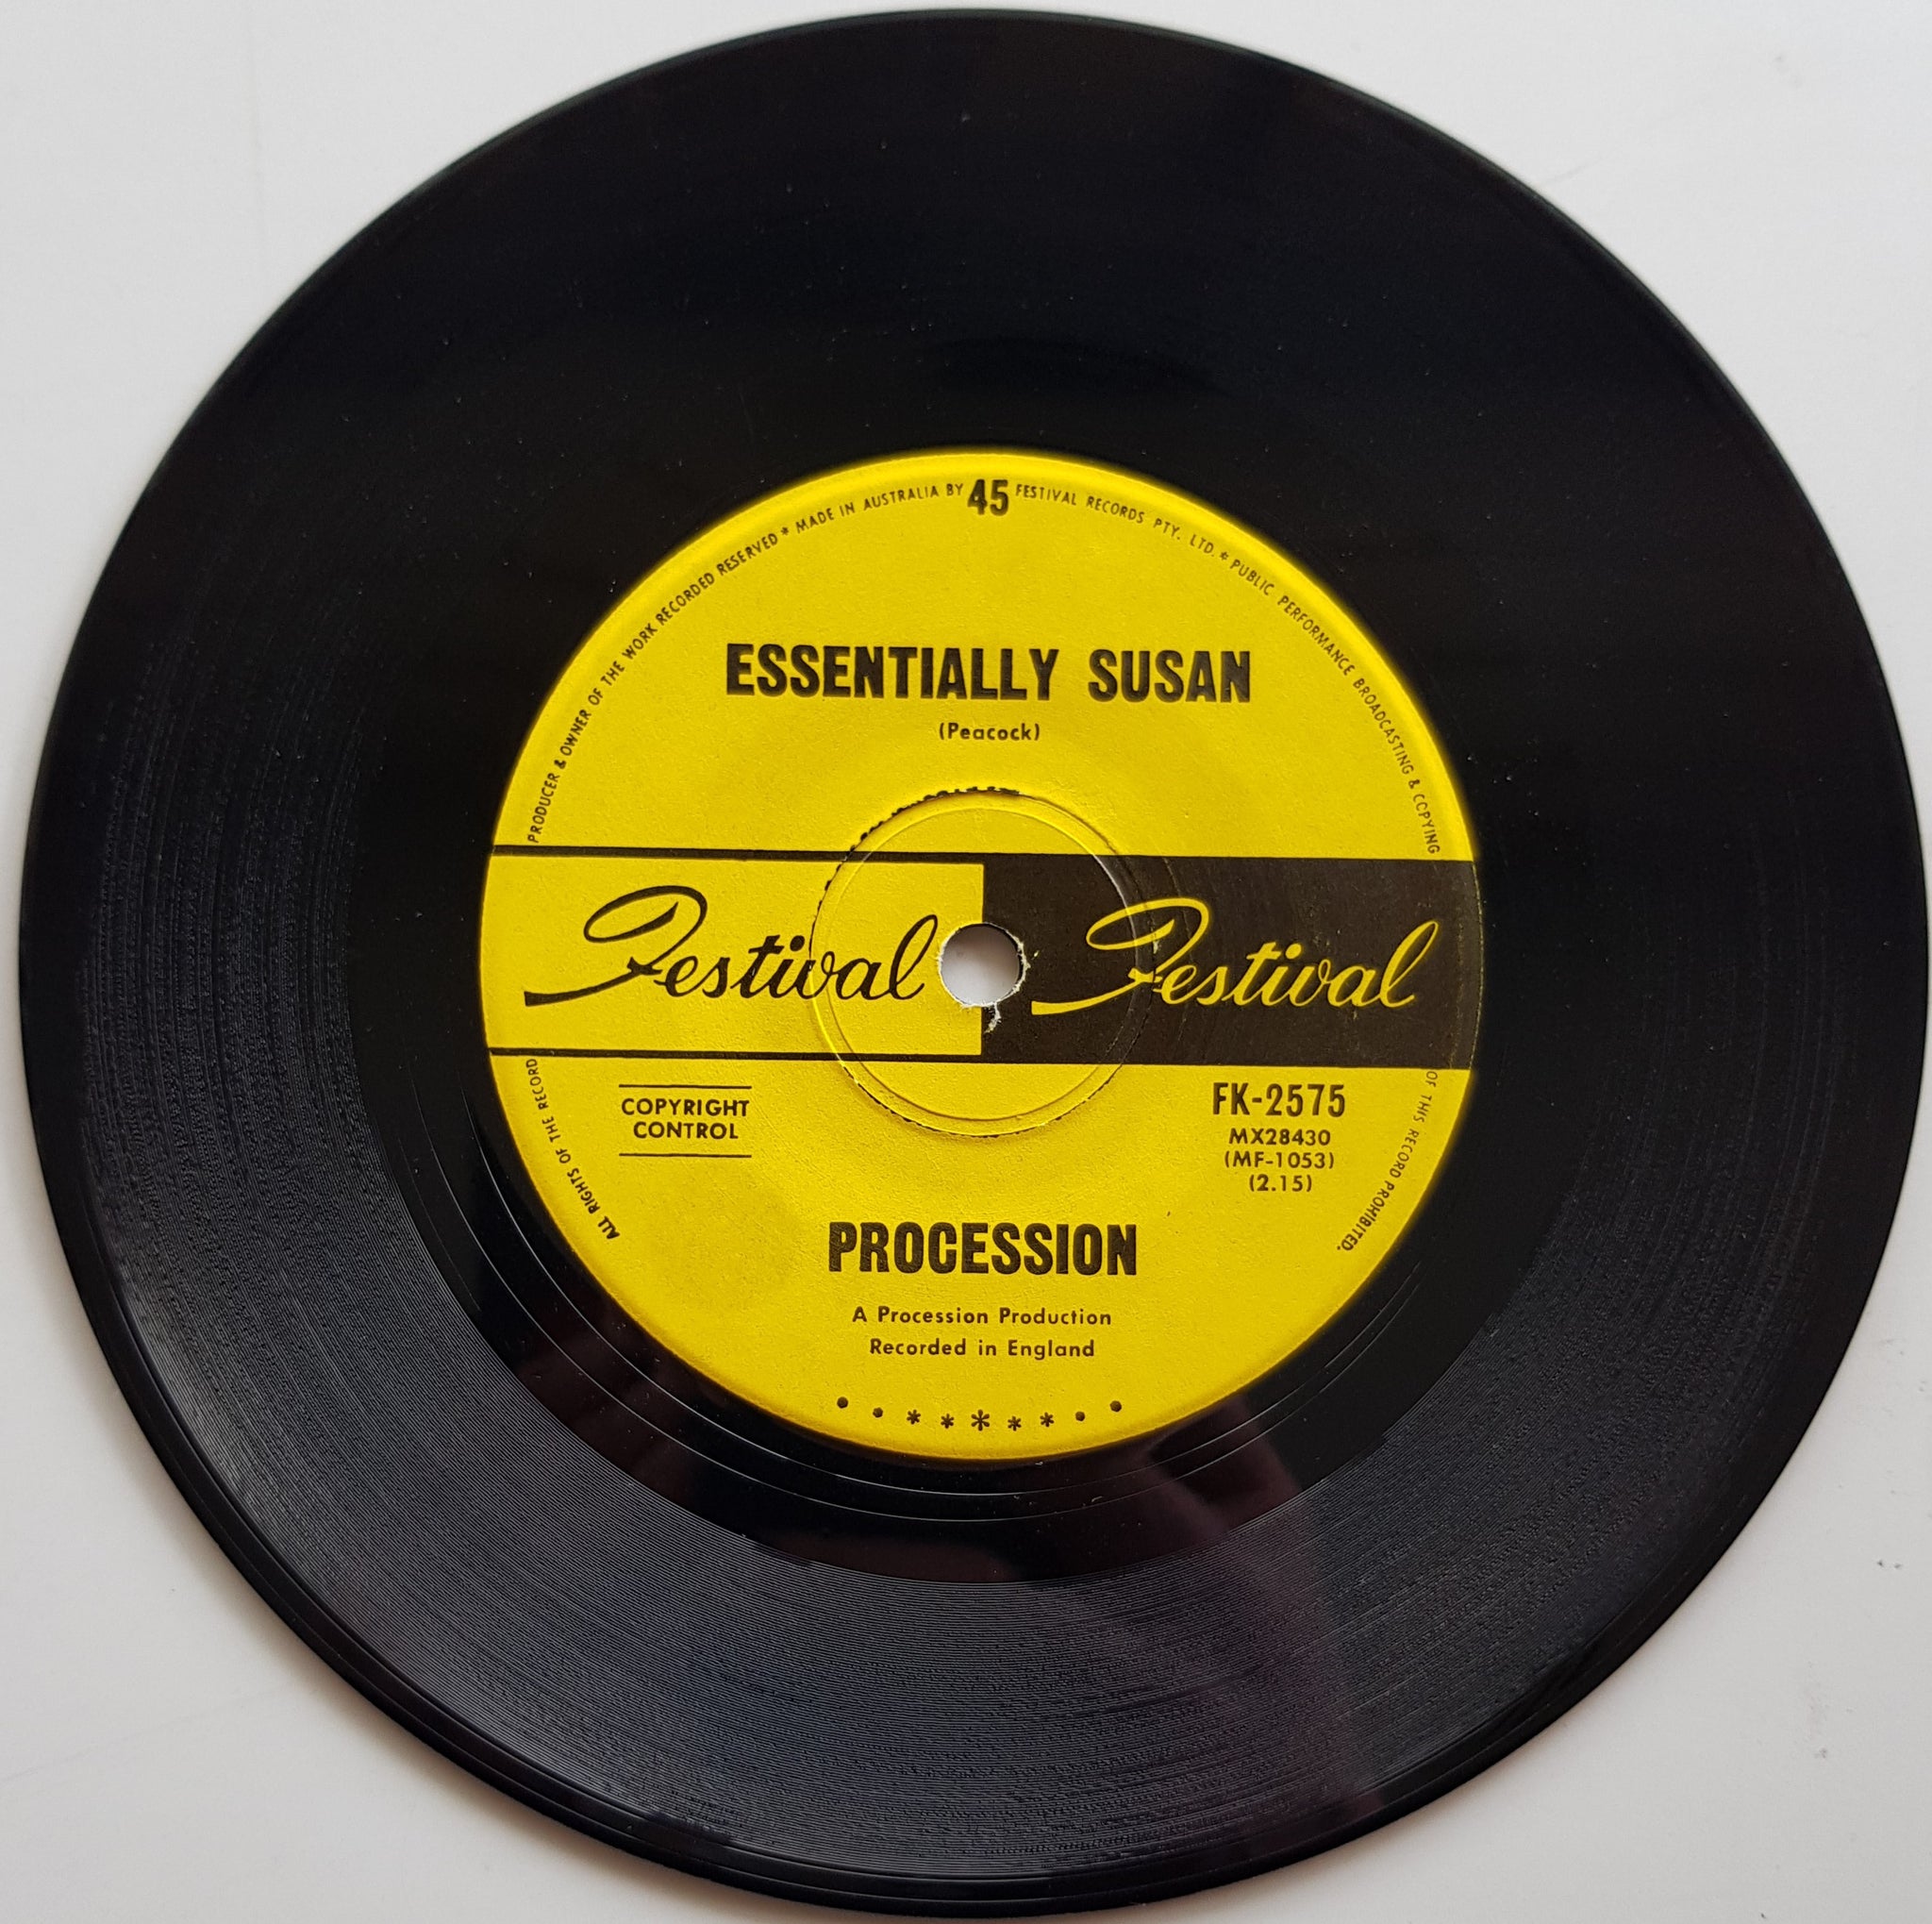 PRODUCER & OWNER OF THE WORK RECORDED RESERVED * MADE IN AUSTRALIA BY 45 FESTIVAL RECORDS PTY. LTD. * PUBLIC PERFORMANCE BROADCASTING & COPYING
ESSENTIALLY SUSAN
(Peacock)
Festival Festival
ALL RIGHTS OF THE RECORD
OF THIS RECORD PROHIBITED.
COPYRIGHT
CONTROL
FK-2575
MX28430
(MF-1053)
(2.15)
PROCESSION
A Procession Production
Recorded in England